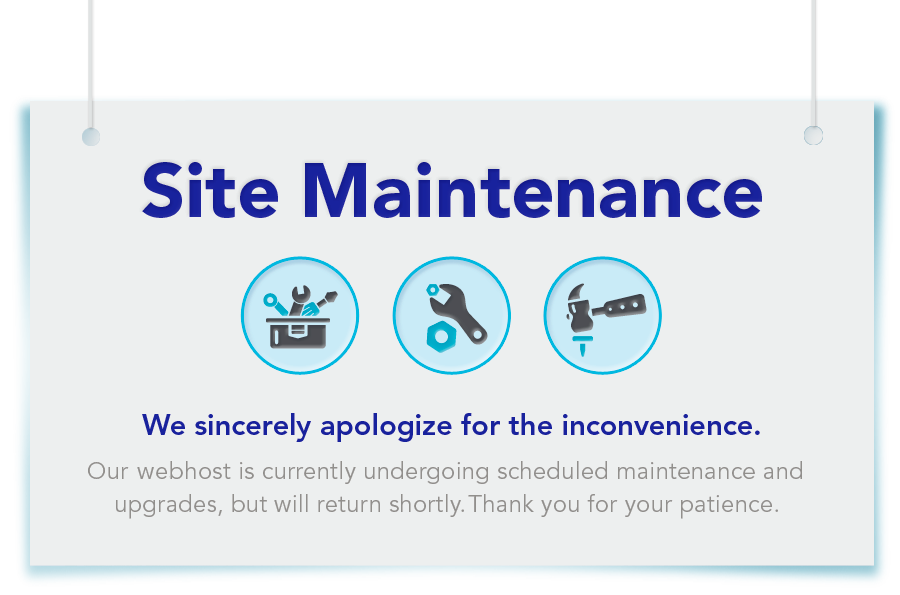 Site Maintenance
We sincerely apologize for the inconvenience.
Our webhost is currently undergoing scheduled maintenance and
upgrades, but will return shortly. Thank you for your patience.